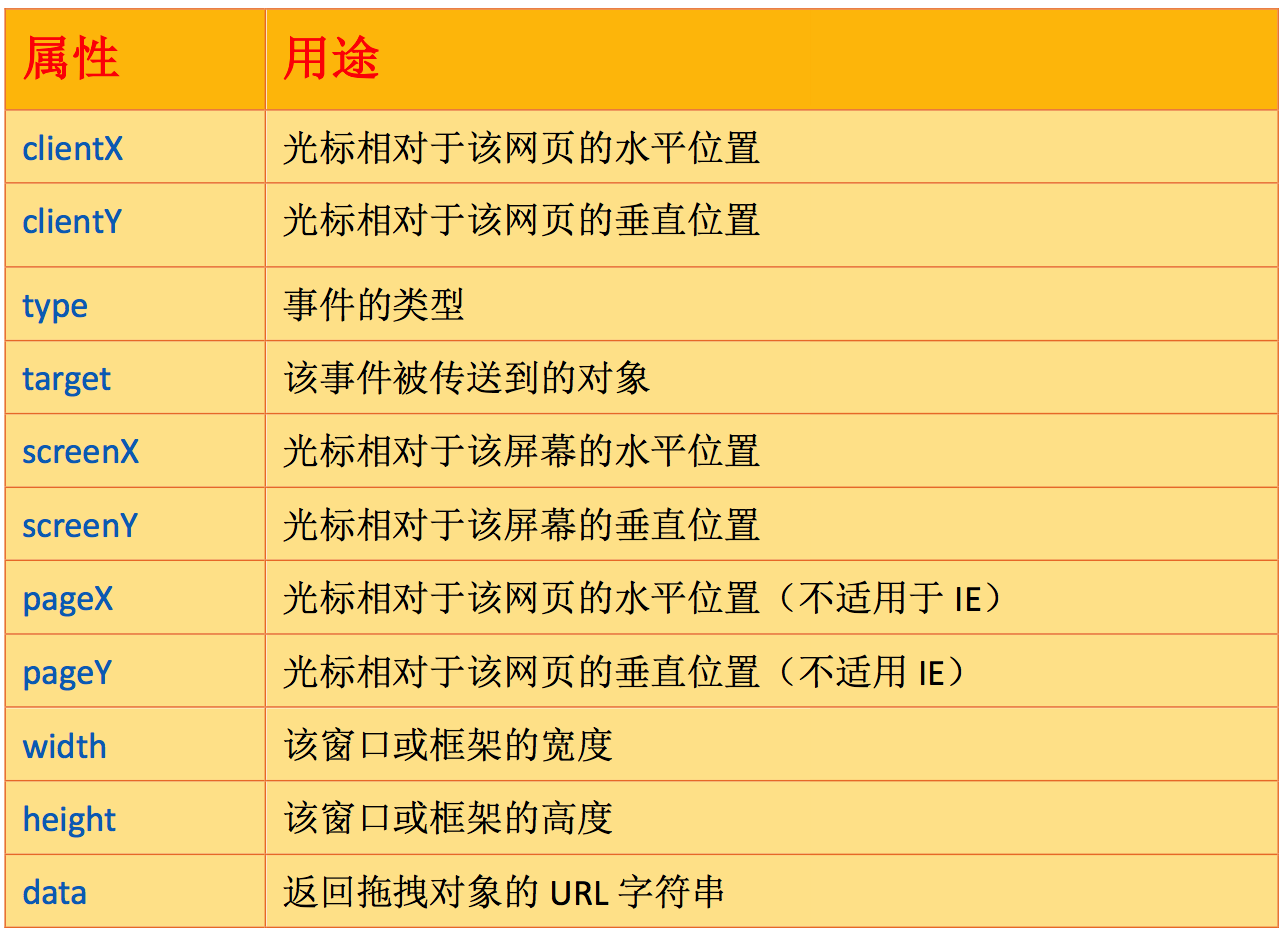 属性 用途
clientX 光标相对于该网页的水平位置
clientY 光标相对于该网页的垂直位置
type 事件的类型
target 该事件被传送到的对象
screenX 光标相对于该屏幕的水平位置
screenY 光标相对于该屏幕的垂直位置
pageX 光标相对于该网页的水平位置（不适用于 IE）
pageY 光标相对于该网页的垂直位置（不适用 IE）
width 该窗口或框架的宽度
height 该窗口或框架的高度
data 返回拖拽对象的 URL 字符串